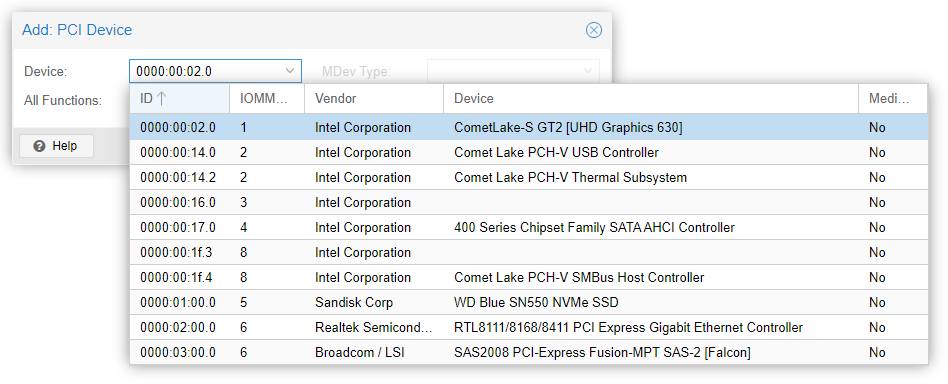 Add: PCI Device
Device: 0000:00:02.0 MDev Type:
All Functions:
Help
ID IOMM... Vendor Device Medi...
0000:00:02.0 1 Intel Corporation CometLake-S GT2 [UHD Graphics 630] No
0000:00:14.0 2 Intel Corporation Comet Lake PCH-V USB Controller No
0000:00:14.2 2 Intel Corporation Comet Lake PCH-V Thermal Subsystem No
0000:00:16.0 3 Intel Corporation No
0000:00:17.0 4 Intel Corporation 400 Series Chipset Family SATA AHCI Controller No
0000:00:1f.3 8 Intel Corporation No
0000:00:1f.4 8 Intel Corporation Comet Lake PCH-V SMBus Host Controller No
0000:01:00.0 5 Sandisk Corp WD Blue SN550 NVMe SSD No
0000:02:00.0 6 Realtek Semicond... RTL8111/8168/8411 PCI Express Gigabit Ethernet Controller No
0000:03:00.0 6 Broadcom / LSI SAS2008 PCI-Express Fusion-MPT SAS-2 [Falcon] No